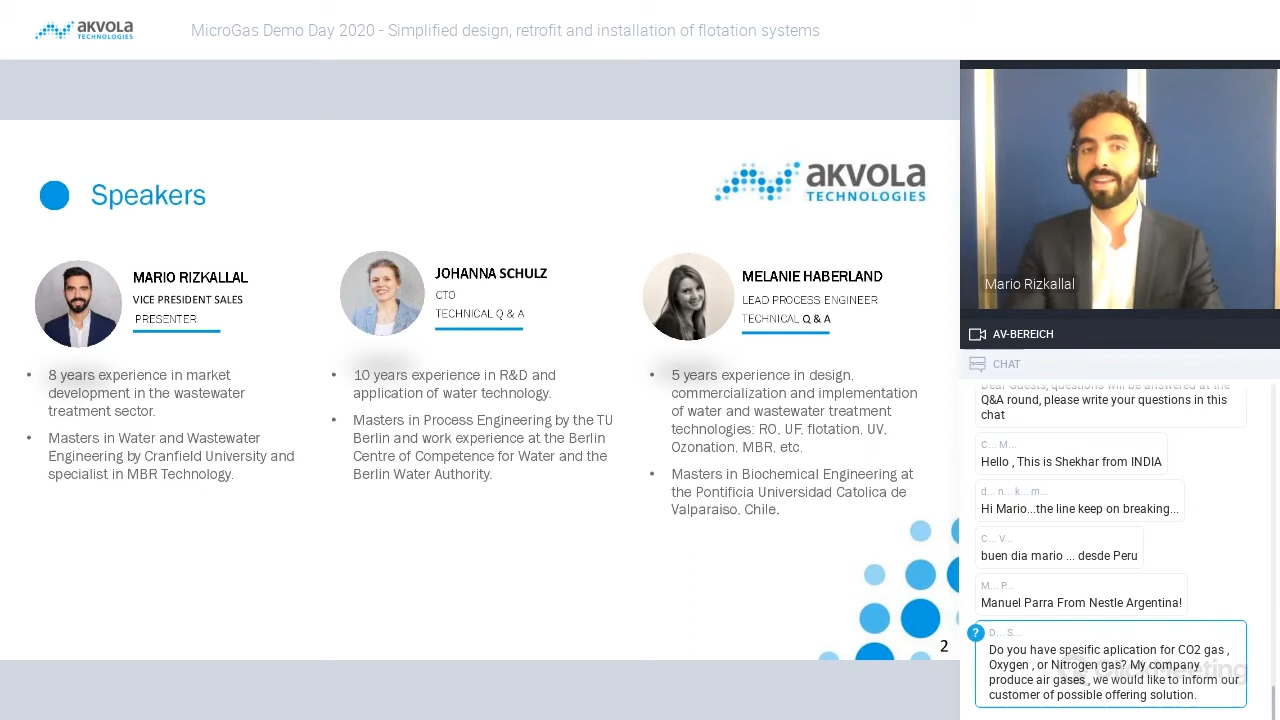 akvola
TECHNOLOGIES
MicroGas Demo Day 2020 - Simplified design, retrofit and installation of flotation systems
Speakers
akvola
TECHNOLOGIES
MARIO RIZKALLAL
VICE PRESIDENT SALES
PRESENTER
• 8 years experience in market
development in the wastewater
treatment sector.
• Masters in Water and Wastewater
Engineering by Cranfield University and
specialist in MBR Technology.
JOHANNA SCHULZ
CTO
TECHNICAL Q & A
• 10 years experience in R&D and
application of water technology.
• Masters in Process Engineering by the TU
Berlin and work experience at the Berlin
Centre of Competence for Water and the
Berlin Water Authority.
MELANIE HABERLAND
LEAD PROCESS ENGINEER
TECHNICAL Q & A
• 5 years experience in design,
commercialization and implementation
of water and wastewater treatment
technologies: RO, UF, flotation, UV,
Ozonation, MBR, etc.
• Masters in Biochemical Engineering at
the Pontificia Universidad Catolica de
Valparaiso, Chile.
2
Mario Rizkallal
AV-BEREICH
CHAT
Dear Guests, questions will be answered at the
Q&A round, please write your questions in this
chat
C... M...
Hello , This is Shekhar from INDIA
d... n... k... m...
Hi Mario...the line keep on breaking...
C... V...
buen dia mario ... desde Peru
M... P...
Manuel Parra From Nestle Argentina!
?
D... S...
Do you have spesific aplication for CO2 gas ,
Oxygen , or Nitrogen gas? My company
produce air gases , we would like to inform our
customer of possible offering solution.
ClickMeeting